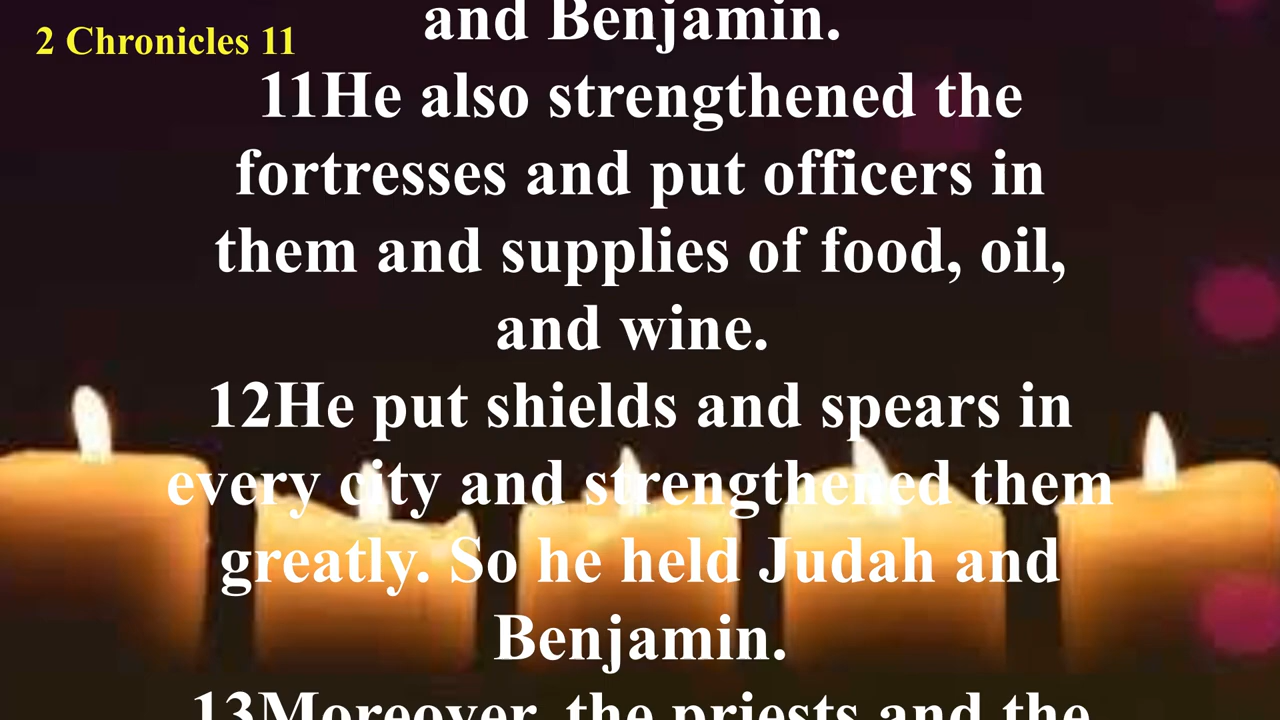 2 Chronicles 11
and Benjamin.
11He also strengthened the
fortresses and put officers in
them and supplies of food, oil,
and wine.
12He put shields and spears in
every city and strengthened them
greatly. So he held Judah and
Benjamin.
13Moreover, the priests and the